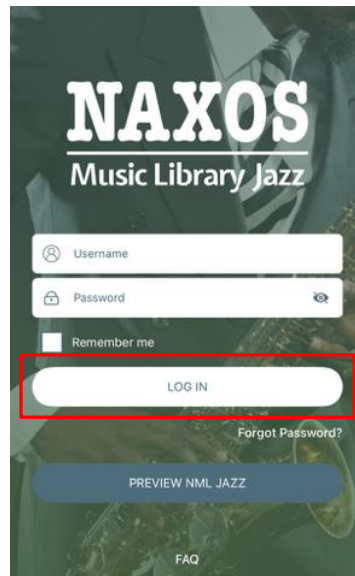 NAXOS
Music Library Jazz
Username
Password
Remember me
LOG IN
Forgot Password?
PREVIEW NML JAZZ
FAQ